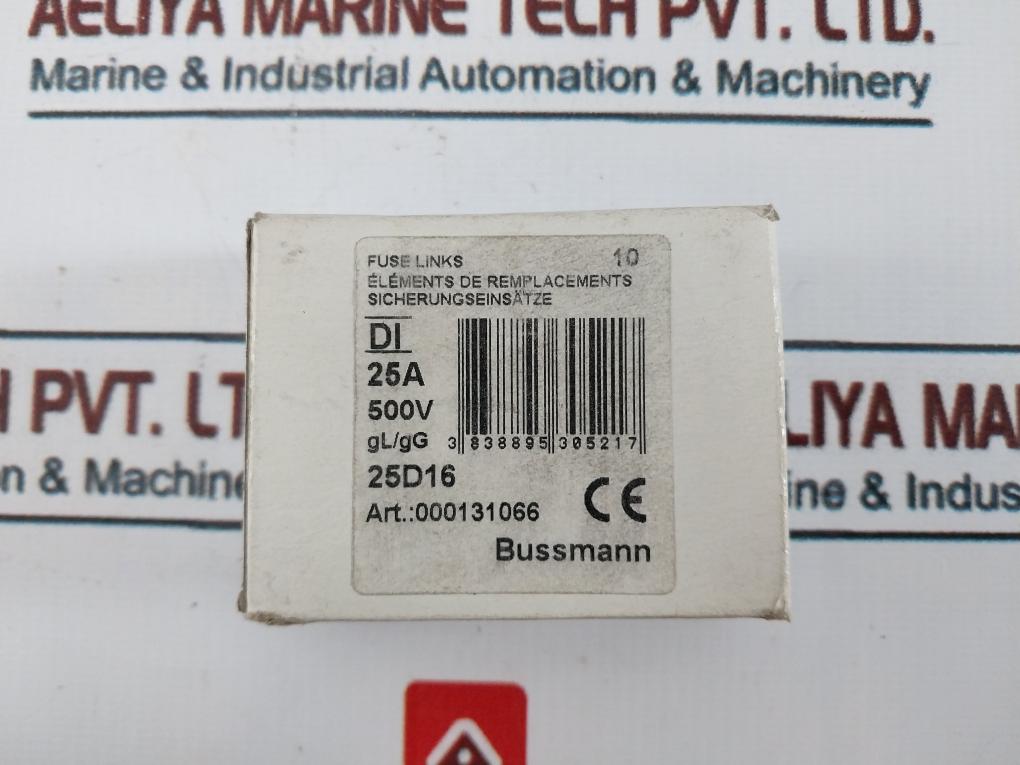 AELIYA MARINE TECH PVT. LTD.
Marine & Industrial Automation & Machinery
FUSE LINKS 10
ÉLÉMENTS DE REMPLACEMENTS
SICHERUNGSEINSÄTZE
DI
25A
500V
gL/gG 3 838895 305217
25D16
Art.:000131066 CE
Bussmann
H PVT. LT
LIYA MA
n & Machine
ine & Indus